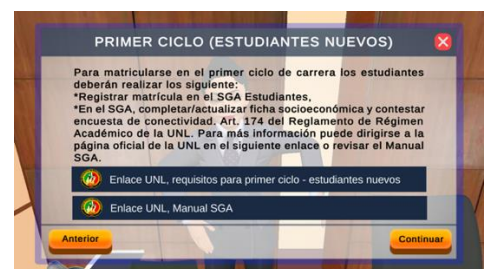 PRIMER CICLO (ESTUDIANTES NUEVOS)
Para matricularse en el primer ciclo de carrera los estudiantes
deberán realizar los siguiente:
*Registrar matrícula en el SGA Estudiantes,
*En el SGA, completar/actualizar ficha socioeconómica y contestar
encuesta de conectividad. Art. 174 del Reglamento de Régimen
Académico de la UNL. Para más información puede dirigirse a la
página oficial de la UNL en el siguiente enlace o revisar el Manual
SGA.
Enlace UNL, requisitos para primer ciclo - estudiantes nuevos
Enlace UNL, Manual SGA
Anterior
Continuar